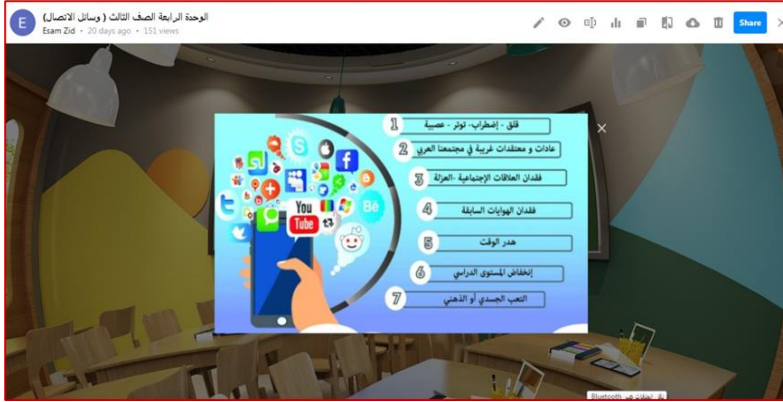 الوحدة الرابعة الصف الثالث ( وسائل الاتصال)
Esam Zid • 20 days ago • 151 views
Share
1 قلق - إضطراب- توتر - عصبية
2 عادات و معتقدات غريبة في مجتمعنا العربي
3 فقدان العلاقات الإجتماعية -العزلة
4 فقدان الهوايات السابقة
5 هدر الوقت
6 إنخفاض المستوى الدراسي
7 التعب الجسدي أو الذهني
You
Tube
Bluetooth